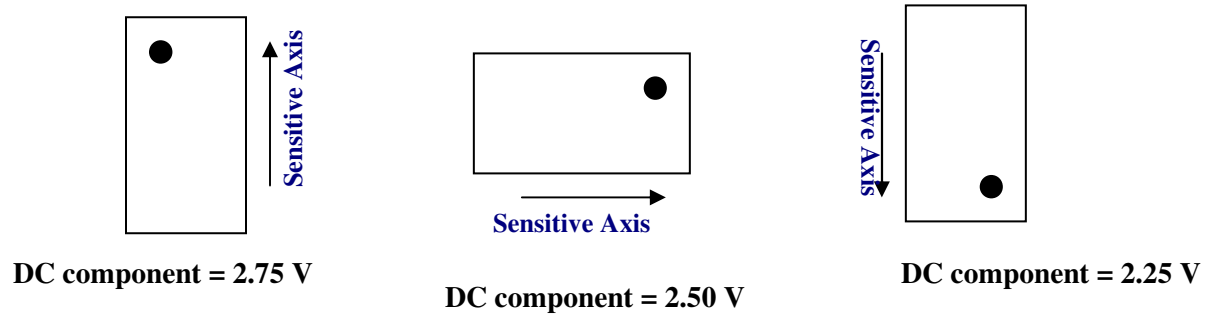 Sensitive Axis
DC component = 2.75 V
Sensitive Axis
DC component = 2.50 V
Sensitive Axis
DC component = 2.25 V